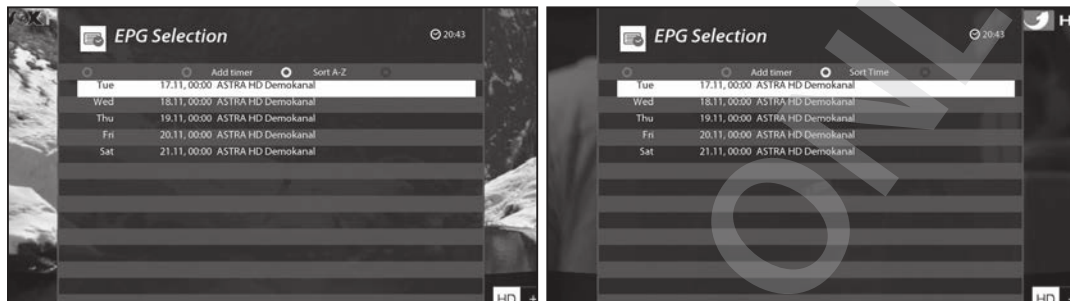 EPG Selection
20:43
Add timer Sort A-Z
Tue 17.11, 00:00 ASTRA HD Demokanal
Wed 18.11, 00:00 ASTRA HD Demokanal
Thu 19.11, 00:00 ASTRA HD Demokanal
Fri 20.11, 00:00 ASTRA HD Demokanal
Sat 21.11, 00:00 ASTRA HD Demokanal
HD +
EPG Selection
20:43
Add timer Sort Time
Tue 17.11, 00:00 ASTRA HD Demokanal
Wed 18.11, 00:00 ASTRA HD Demokanal
Thu 19.11, 00:00 ASTRA HD Demokanal
Fri 20.11, 00:00 ASTRA HD Demokanal
Sat 21.11, 00:00 ASTRA HD Demokanal
H
HD